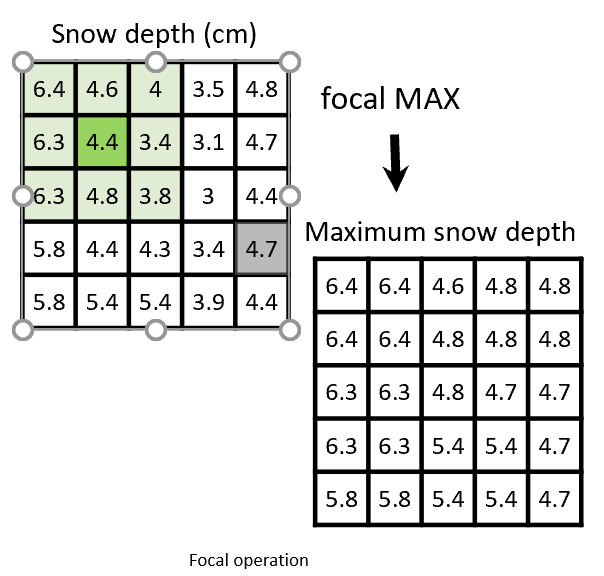 Snow depth (cm)
6.4 4.6 4 3.5 4.8
6.3 4.4 3.4 3.1 4.7
6.3 4.8 3.8 3 4.4
5.8 4.4 4.3 3.4 4.7
5.8 5.4 5.4 3.9 4.4
focal MAX
Maximum snow depth
6.4 6.4 4.6 4.8 4.8
6.4 6.4 4.8 4.8 4.8
6.3 6.3 4.8 4.7 4.7
6.3 6.3 5.4 5.4 4.7
5.8 5.8 5.4 5.4 4.7
Focal operation